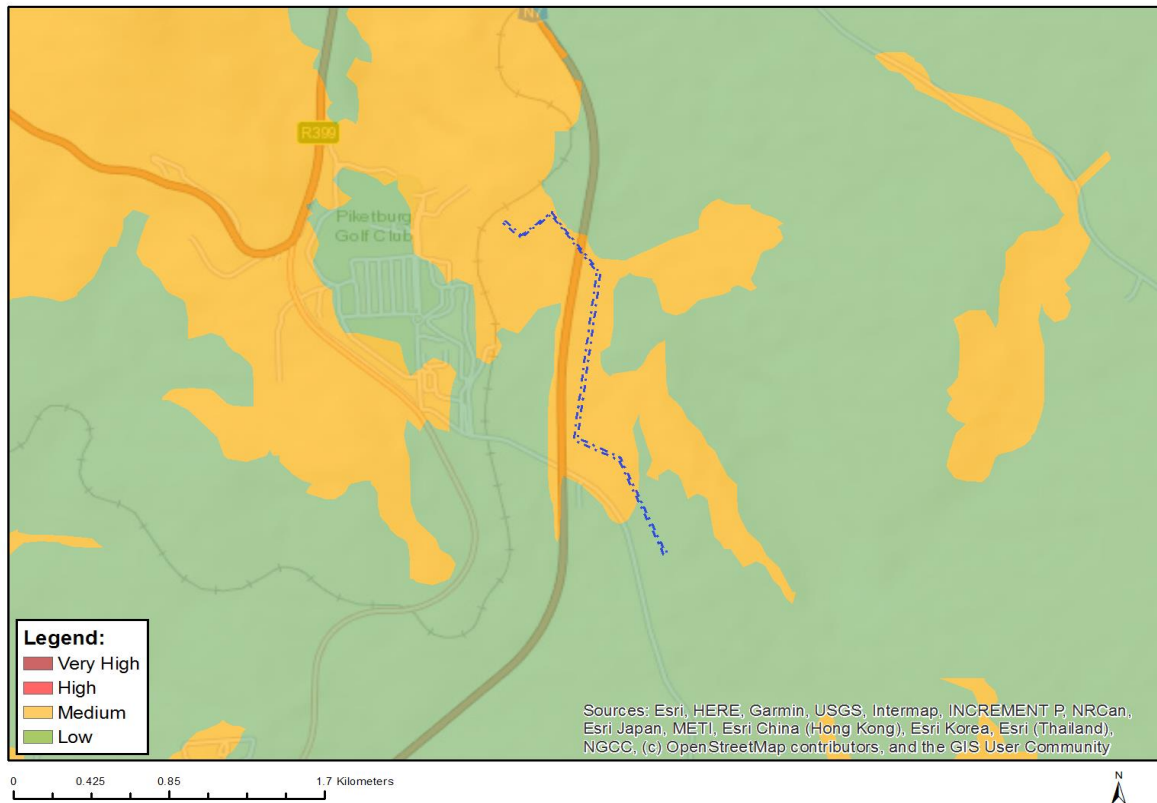 N7
R399
Piketburg
Golf Club
Legend:
Very High
High
Medium
Low
Sources: Esri, HERE, Garmin, USGS, Intermap, INCREMENT P, NRCan,
Esri Japan, METI, Esri China (Hong Kong), Esri Korea, Esri (Thailand),
NGCC, (c) OpenStreetMap contributors, and the GIS User Community
0 0.425 0.85 1.7 Kilometers
N